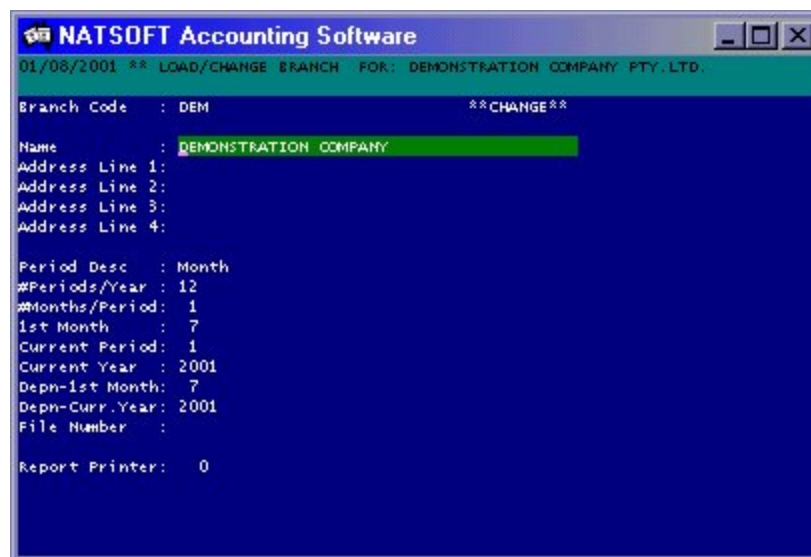 NATSOFT Accounting Software
01/08/2001 ** LOAD/CHANGE BRANCH FOR: DEMONSTRATION COMPANY PTY.LTD.
Branch Code : DEM **CHANGE**
Name : DEMONSTRATION COMPANY
Address Line 1:
Address Line 2:
Address Line 3:
Address Line 4:
Period Desc : Month
#Periods/Year : 12
#Months/Period: 1
1st Month : 7
Current Period: 1
Current Year : 2001
Depn-1st Month: 7
Depn-Curr.Year: 2001
File Number :
Report Printer: 0